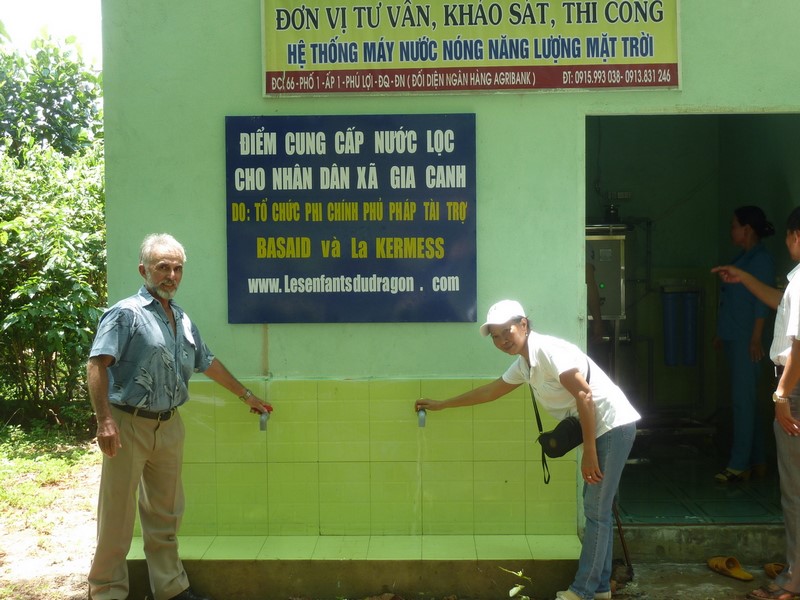 ĐƠN VỊ TƯ VẤN, KHẢO SÁT, THI CÔNG
HỆ THỐNG MÁY NƯỚC NÓNG NĂNG LƯỢNG MẶT TRỜI
ĐC: 66 - PHỐ 1 - ẤP 1 - PHÚ LỢI - ĐQ - ĐN ( ĐỐI DIỆN NGÂN HÀNG AGRIBANK ) ĐT: 0915.993 038 - 0913.831 246
ĐIỂM CUNG CẤP NƯỚC LỌC
CHO NHÂN DÂN XÃ GIA CANH
DO: TỔ CHỨC PHI CHÍNH PHỦ PHÁP TÀI TRỢ
BASAID và La KERMESS
www.Lesenfantsdudragon . com